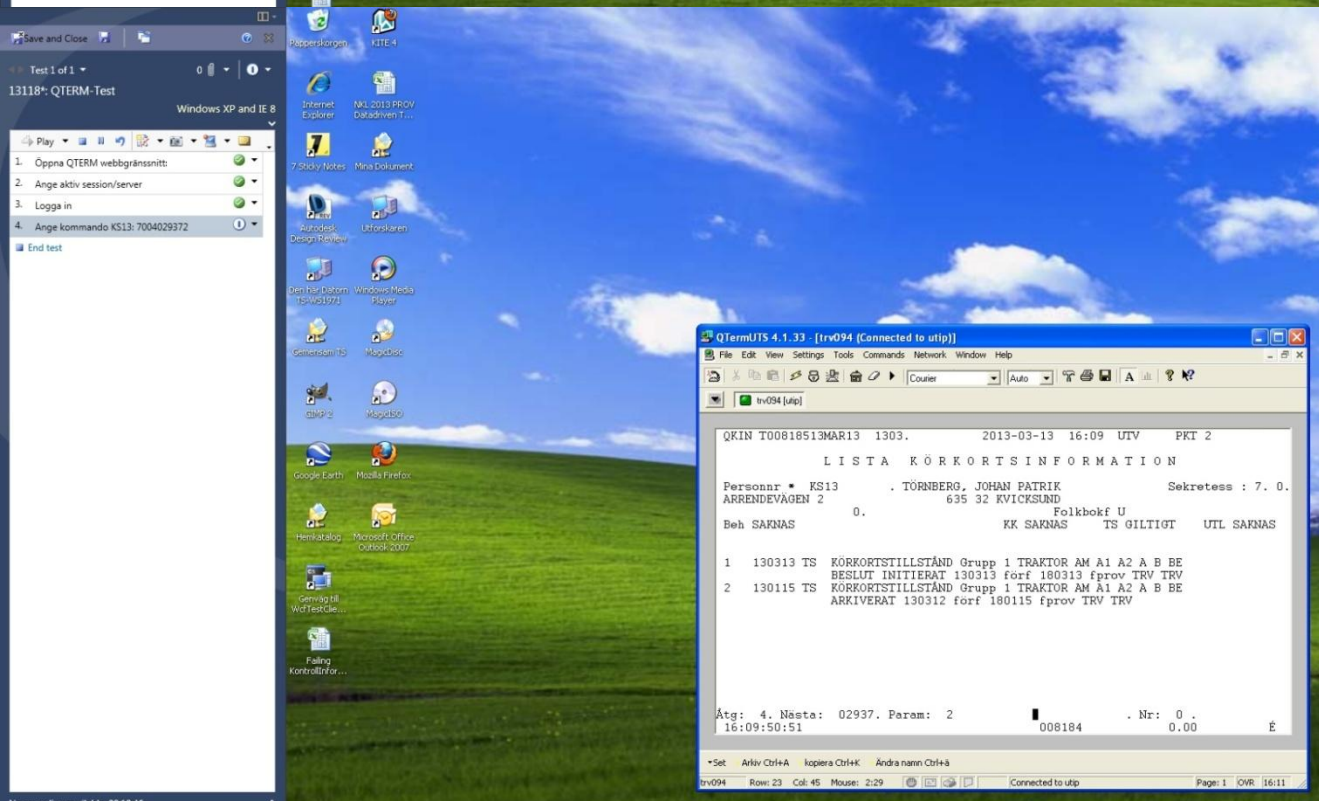 Save and Close
Test 1 of 1
0
13118*: QTERM-Test
Windows XP and IE 8
Play
1. Öppna QTERM webbgränssnitt:
2. Ange aktiv session/server
3. Logga in
4. Ange kommando KS13: 7004029372
End test
Papperskorgen
KITE 4
Internet Explorer
NKL 2013 PROV Datadriven T...
7 Sticky Notes
Mina Dokument
Autodesk Design Review
Utforskaren
Den här Datorn TS-WS1971
Windows Media Player
Gemensam TS
MagicDisc
GIMP 2
MagicISO
Google Earth
Mozilla Firefox
Hemkatalog
Microsoft Office Outlook 2007
Genväg till WcfTestClie...
Failing KontrollInfor...
QTermUTS 4.1.33 - [trv094 (Connected to utip)]
File Edit View Settings Tools Commands Network Window Help
Courier Auto
trv094 [utip]
QKIN T00818513MAR13 1303. 2013-03-13 16:09 UTV PKT 2
L I S T A K Ö R K O R T S I N F O R M A T I O N
Personnr * KS13 . TÖRNBERG, JOHAN PATRIK Sekretess : 7. 0.
ARRENDEVÄGEN 2 635 32 KVICKSUND
0. Folkbokf U
Beh SAKNAS KK SAKNAS TS GILTIGT UTL SAKNAS
1 130313 TS KÖRKORTSTILLSTÅND Grupp 1 TRAKTOR AM A1 A2 A B BE
BESLUT INITIERAT 130313 förf 180313 fprov TRV TRV
2 130115 TS KÖRKORTSTILLSTÅND Grupp 1 TRAKTOR AM A1 A2 A B BE
ARKIVERAT 130312 förf 180115 fprov TRV TRV
Åtg: 4. Nästa: 02937. Param: 2 . Nr: 0 .
16:09:50:51 008184 0.00 É
Set Arkiv Ctrl+A kopiera Ctrl+K Ändra namn Ctrl+ä
trv094 Row: 23 Col: 45 Mouse: 2:29 Connected to utip Page: 1 OVR 16:11